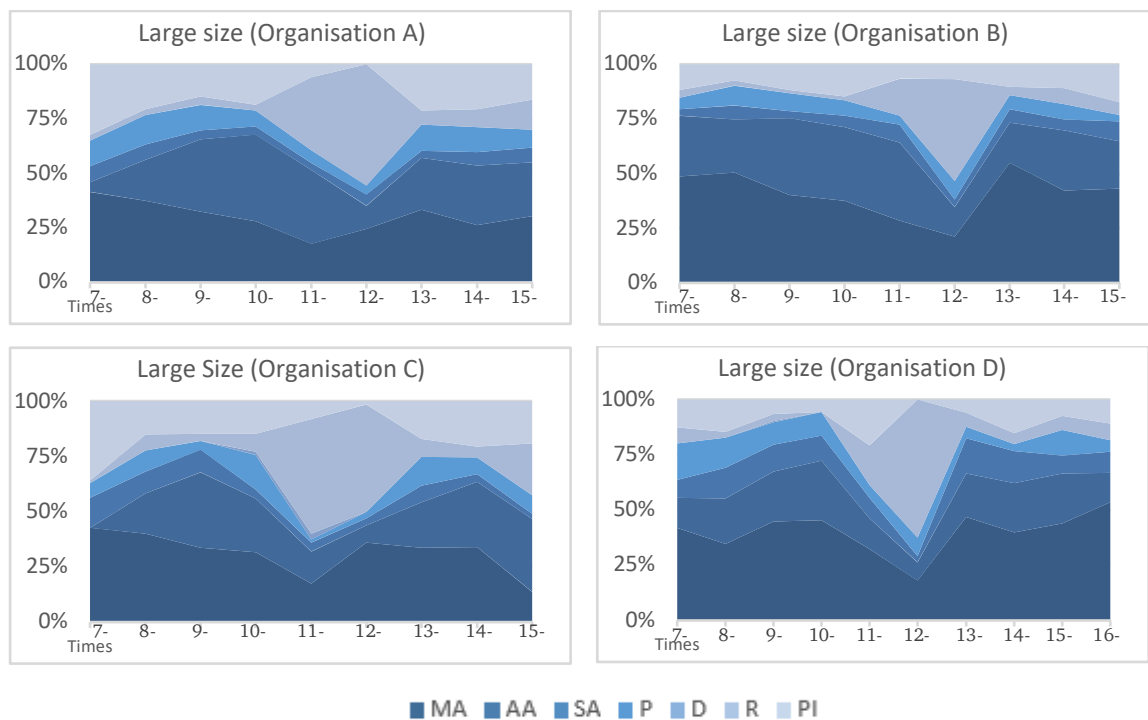 Large size (Organisation A)
100%
75%
50%
25%
0%
7- 8- 9- 10- 11- 12- 13- 14- 15-
Times
Large size (Organisation B)
100%
75%
50%
25%
0%
7- 8- 9- 10- 11- 12- 13- 14- 15-
Times
Large Size (Organisation C)
100%
75%
50%
25%
0%
7- 8- 9- 10- 11- 12- 13- 14- 15-
Times
Large size (Organisation D)
100%
75%
50%
25%
0%
7- 8- 9- 10- 11- 12- 13- 14- 15- 16-
Times
MA AA SA P D R PI